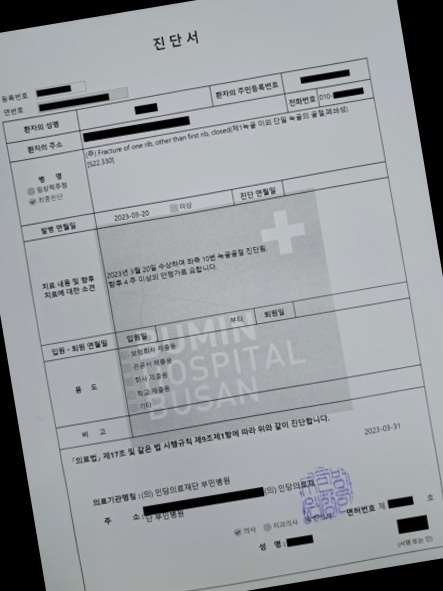 진 단 서
등록번호
연번호
환자의 성명
환자의 주민등록번호
환자의 주소
전화번호 010-
병 명
임상적추정
최종진단
(주) Fracture of one rib, other than first rib, closed(제1늑골 이외 단일 늑골의 골절,폐쇄성)
[S22.330]
발병 연월일 2023-03-20 미상 진단 연월일
치료 내용 및 향후
치료에 대한 소견
2023년 3월 20일 수상하여 좌측 10번 늑골골절 진단됨.
향후 4 주 이상의 안정가료 요합니다.
입원·퇴원 연월일 입원일 부터 퇴원일
용 도
보험회사 제출용
관공서 제출용
회사 제출용
학교 제출용
기타
BUMIN
HOSPITAL
BUSAN
비 고
「의료법」 제17조 및 같은 법 시행규칙 제9조제1항에 따라 위와 같이 진단합니다.
2023-03-31
의료기관명칭 : (의) 인당의료재단 부민병원
주 소 : (의) 인당의료재
단 부민병원
의사 치과의사 면허번호 제 호
성 명 :
(서명 또는 인)